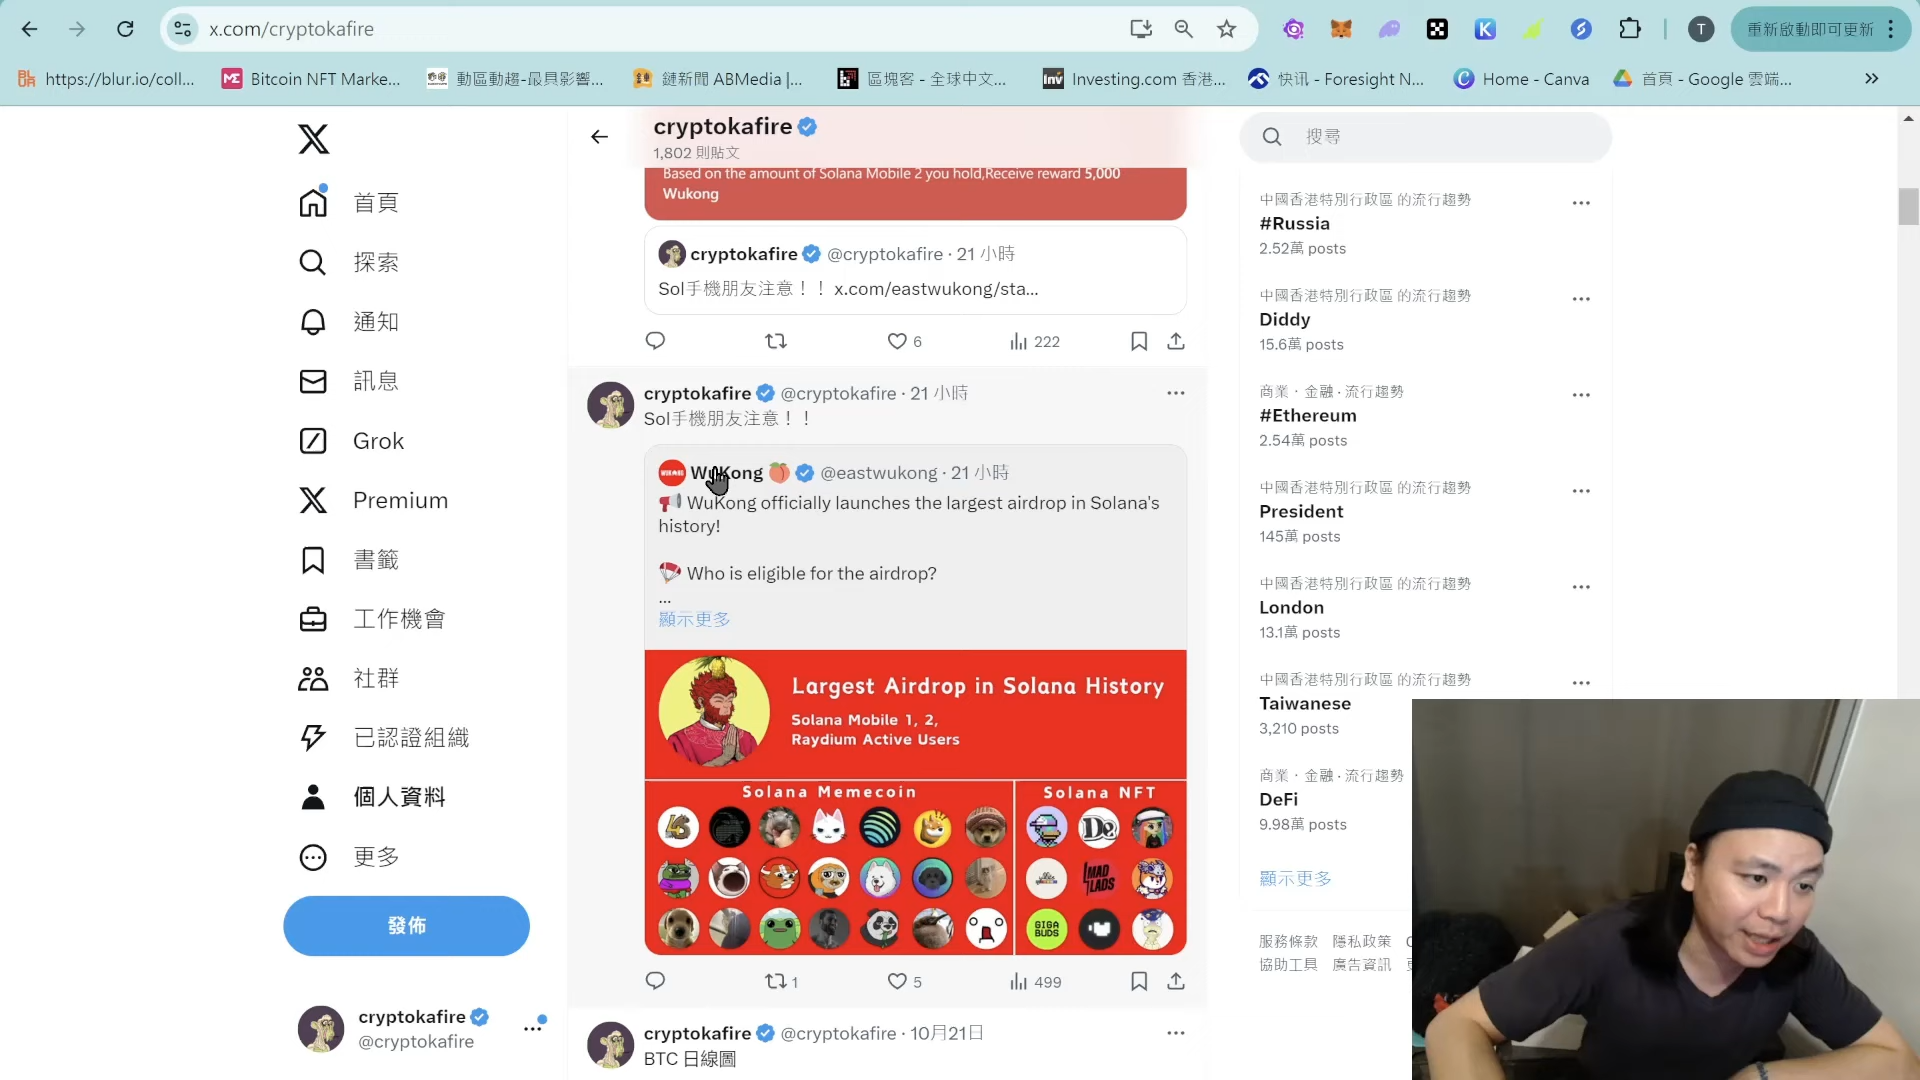 x.com/cryptokafire
T
重新啟動即可更新
https://blur.io/coll...
Bitcoin NFT Marke...
動區動趨-最具影響...
鏈新聞 ABMedia |...
區塊客 - 全球中文...
Investing.com 香港...
快讯 - Foresight N...
Home - Canva
首頁 - Google 雲端...
首頁
探索
通知
訊息
Grok
Premium
書籤
工作機會
社群
已認證組織
個人資料
更多
發佈
cryptokafire
@cryptokafire
cryptokafire
1,802 則貼文
Based on the amount of Solana Mobile 2 you hold,Receive reward 5,000
Wukong
cryptokafire @cryptokafire · 21 小時
Sol手機朋友注意！！ x.com/eastwukong/sta...
6
222
cryptokafire @cryptokafire · 21 小時
Sol手機朋友注意！！
WuKong @eastwukong · 21 小時
WuKong officially launches the largest airdrop in Solana's
history!
Who is eligible for the airdrop?
...
顯示更多
Largest Airdrop in Solana History
Solana Mobile 1, 2,
Raydium Active Users
Solana Memecoin
Solana NFT
De
MAD
LADS
GIGA
BUDS
1
5
499
cryptokafire @cryptokafire · 10月21日
BTC 日線圖
搜尋
中國香港特別行政區 的流行趨勢
#Russia
2.52萬 posts
中國香港特別行政區 的流行趨勢
Diddy
15.6萬 posts
商業 · 金融 · 流行趨勢
#Ethereum
2.54萬 posts
中國香港特別行政區 的流行趨勢
President
145萬 posts
中國香港特別行政區 的流行趨勢
London
13.1萬 posts
中國香港特別行政區 的流行趨勢
Taiwanese
3,210 posts
商業 · 金融 · 流行趨勢
DeFi
9.98萬 posts
顯示更多
服務條款 隱私政策
協助工具 廣告資訊